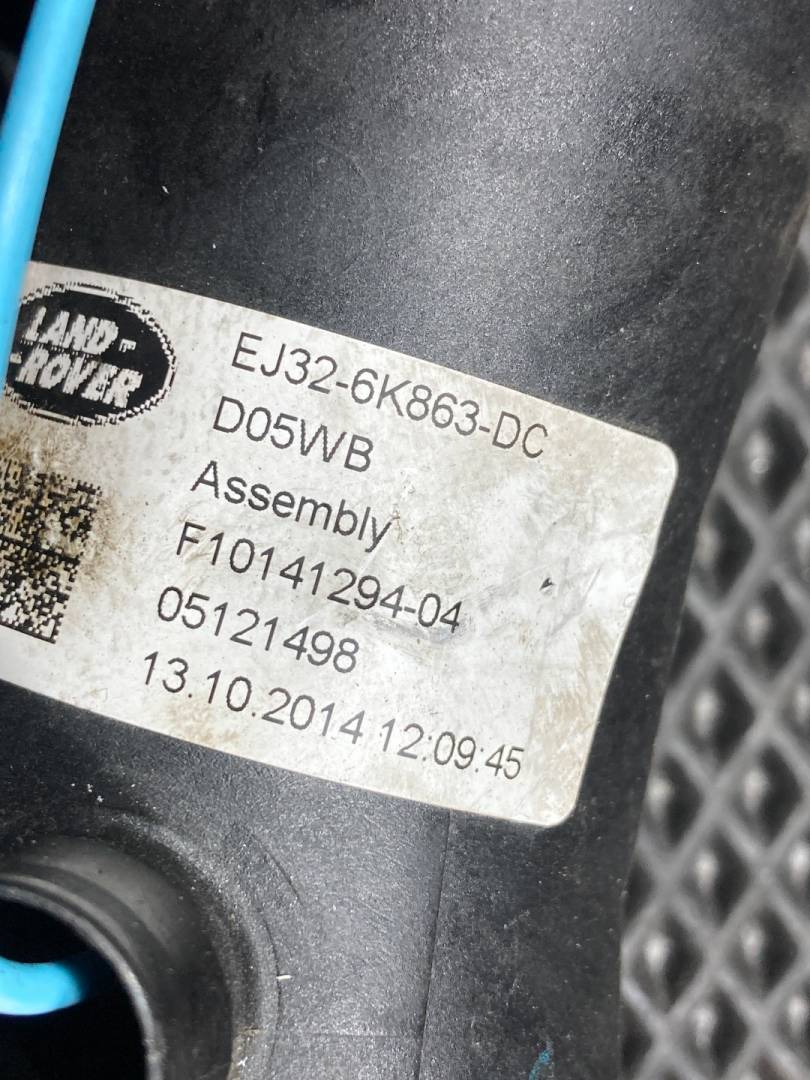 LAND-
-ROVER
EJ32-6K863-DC
D05WB
Assembly
F10141294-04
05121498
13.10.2014 12:09:45